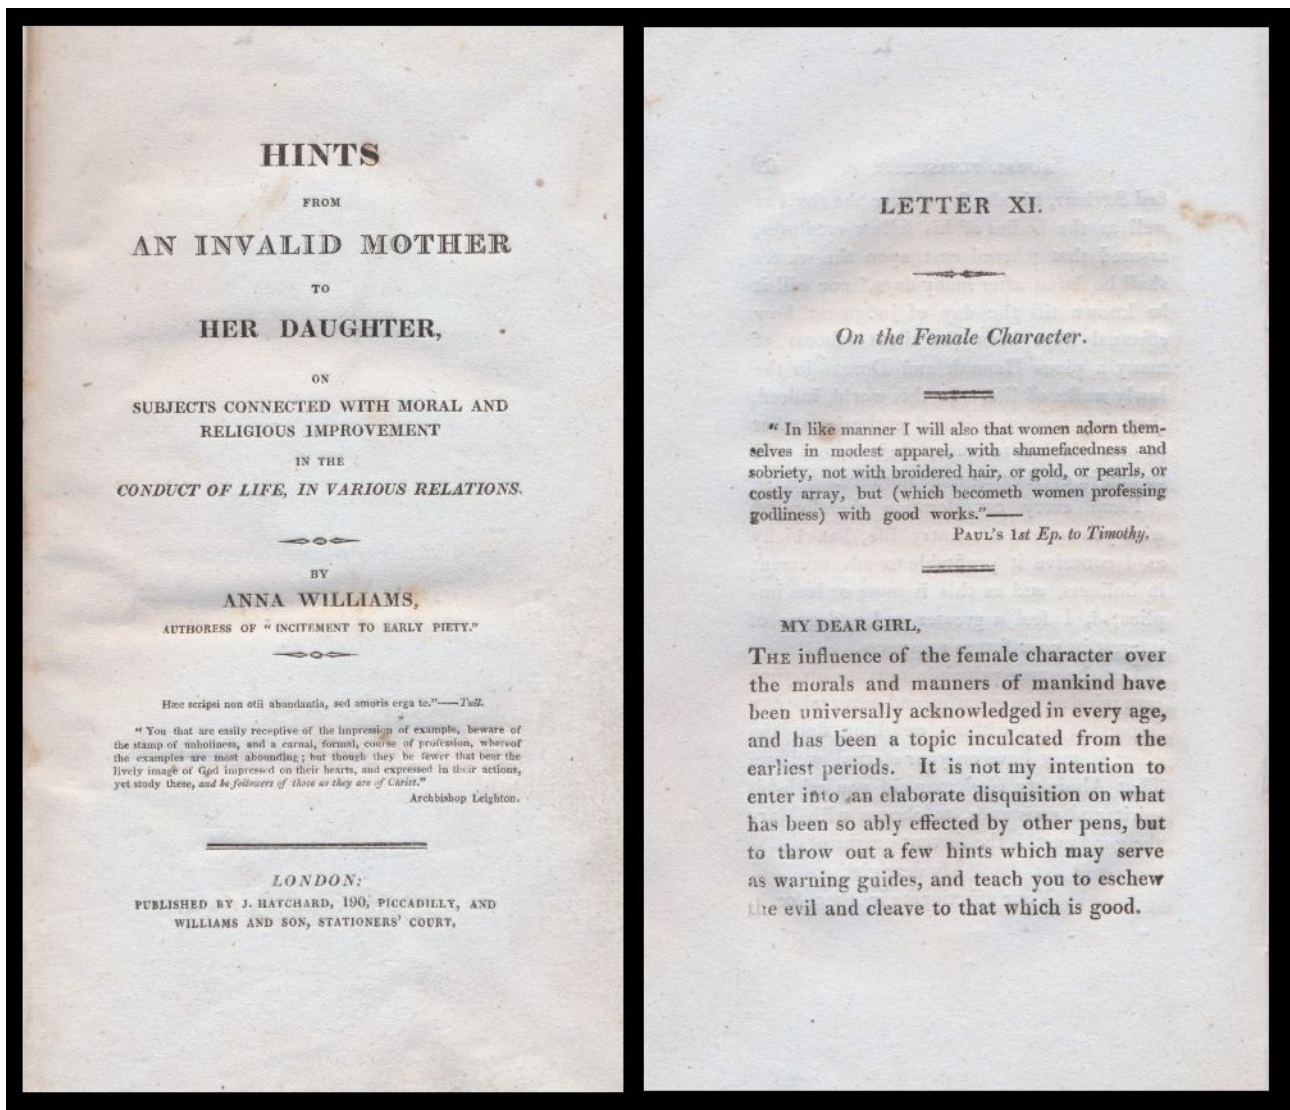 HINTS
FROM
AN INVALID MOTHER
TO
HER DAUGHTER,
ON
SUBJECTS CONNECTED WITH MORAL AND
RELIGIOUS IMPROVEMENT
IN THE
CONDUCT OF LIFE, IN VARIOUS RELATIONS.
BY
ANNA WILLIAMS,
AUTHORESS OF "INCITEMENT TO EARLY PIETY."
Hæc scripsi non otii abundantia, sed amoris erga te."—Tull.
"You that are easily receptive of the impression of example, beware of
the stamp of unholiness, and a carnal, formal, course of profession, whereof
the examples are most abounding; but though they be fewer that bear the
lively image of God impressed on their hearts, and expressed in their actions,
yet study these, and be followers of those as they are of Christ."
Archbishop Leighton.
LONDON:
PUBLISHED BY J. HATCHARD, 190, PICCADILLY, AND
WILLIAMS AND SON, STATIONERS' COURT.
LETTER XI.
On the Female Character.
"In like manner I will also that women adorn them-
selves in modest apparel, with shamefacedness and
sobriety, not with broidered hair, or gold, or pearls, or
costly array, but (which becometh women professing
godliness) with good works."—
PAUL'S 1st Ep. to Timothy.
MY DEAR GIRL,
THE influence of the female character over
the morals and manners of mankind have
been universally acknowledged in every age,
and has been a topic inculcated from the
earliest periods. It is not my intention to
enter into an elaborate disquisition on what
has been so ably effected by other pens, but
to throw out a few hints which may serve
as warning guides, and teach you to eschew
the evil and cleave to that which is good.